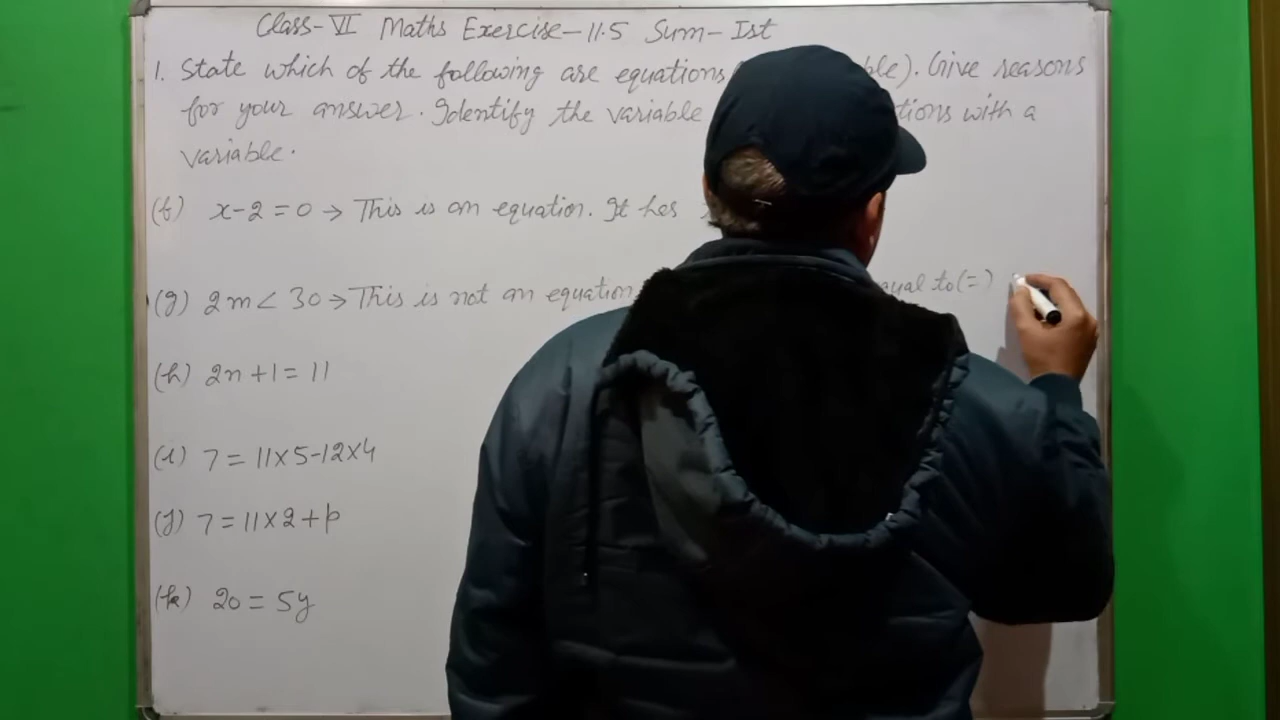 Class-VI Maths Exercise-11.5 Sum-Ist
1. State which of the following are equations ble). Give reasons
for your answer. Identify the variable tions with a
variable.
(f) x-2=0→ This is an equation. It has
(g) 2m< 30→This is not an equation equal to(=)
(h) 2n+1= 11
(i) 7=11×5-12×4
(j) 7=11×2+p
(k) 20=5y